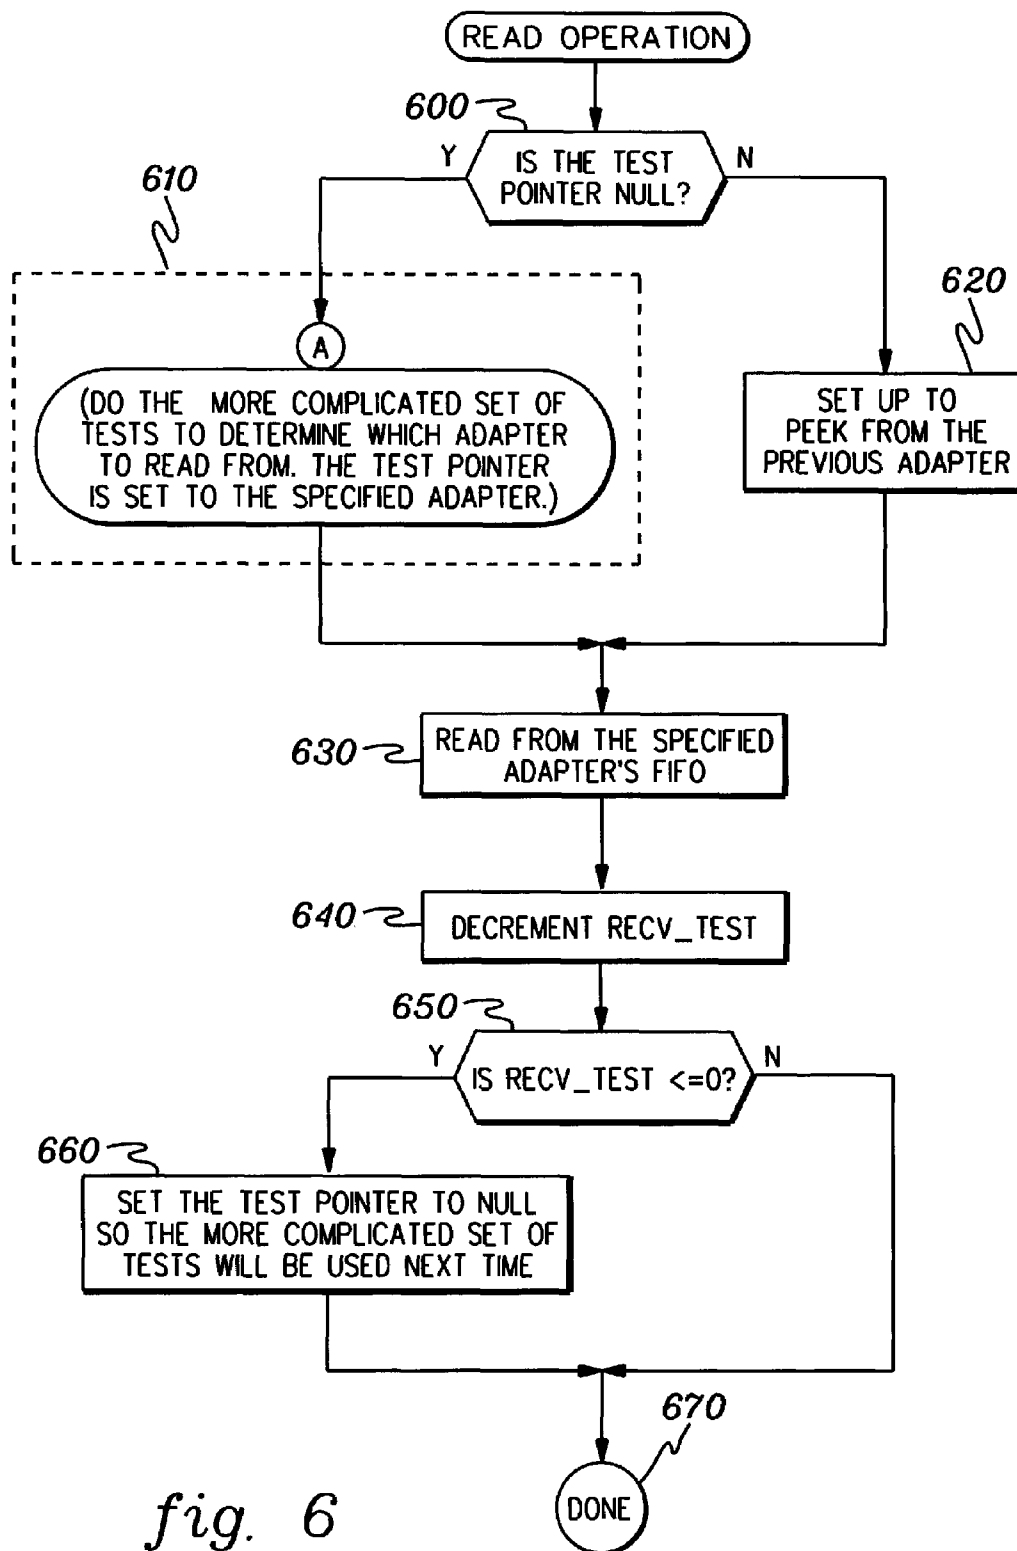 READ OPERATION
600
IS THE TEST
POINTER NULL?
Y
N
610
620
A
(DO THE MORE COMPLICATED SET OF
TESTS TO DETERMINE WHICH ADAPTER
TO READ FROM. THE TEST POINTER
IS SET TO THE SPECIFIED ADAPTER.)
SET UP TO
PEEK FROM THE
PREVIOUS ADAPTER
630
READ FROM THE SPECIFIED
ADAPTER'S FIFO
640
DECREMENT RECV_TEST
650
Y
N
IS RECV_TEST <=0?
660
SET THE TEST POINTER TO NULL
SO THE MORE COMPLICATED SET OF
TESTS WILL BE USED NEXT TIME
670
DONE
fig. 6